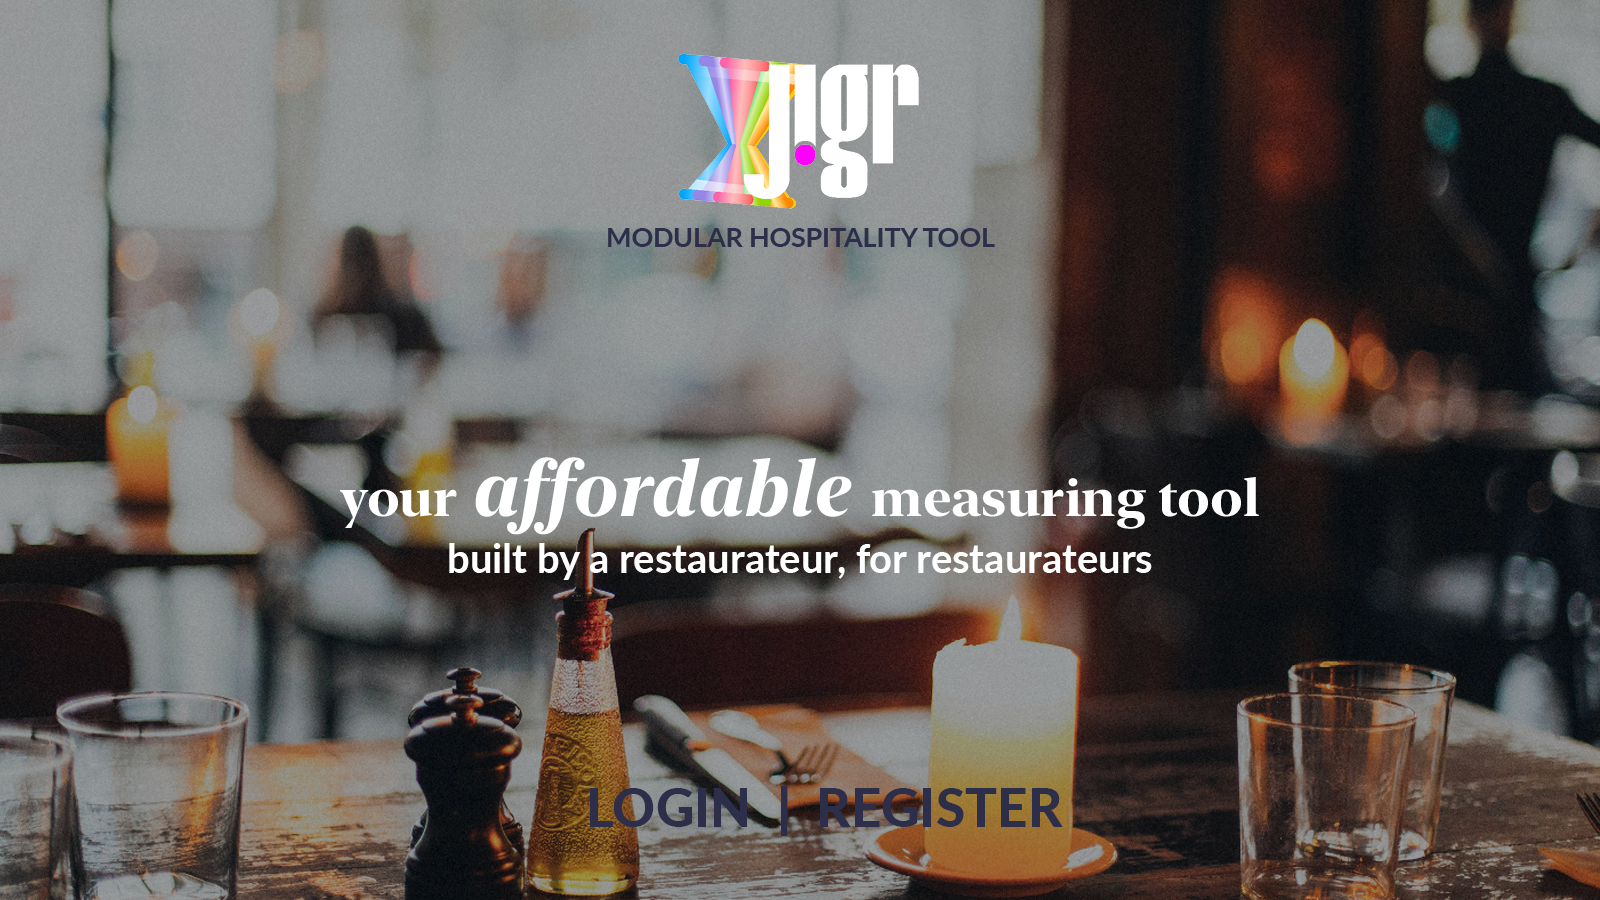 jigr
MODULAR HOSPITALITY TOOL
your affordable measuring tool
built by a restaurateur, for restaurateurs
LOGIN | REGISTER